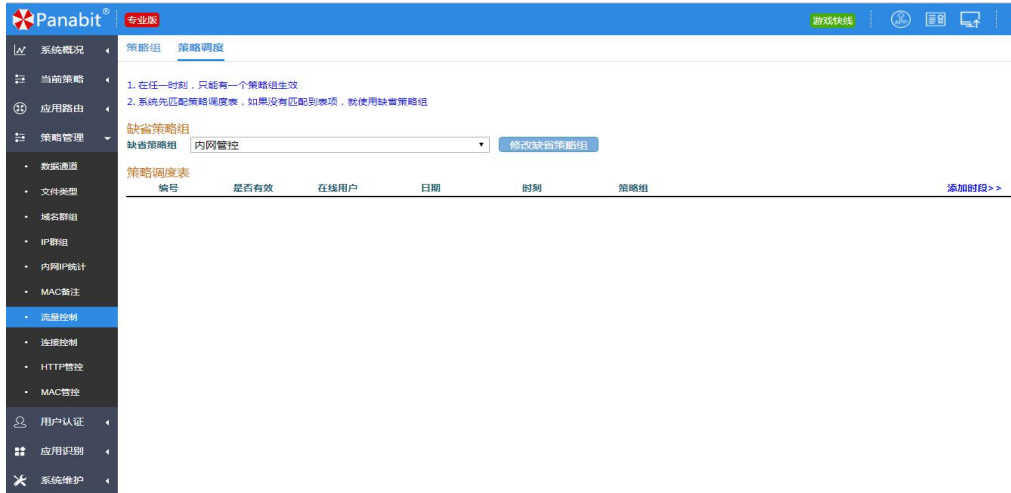 Panabit® 专业版 游戏快线
系统概况
当前策略
应用路由
策略管理
数据通道
文件类型
域名群组
IP群组
内网IP统计
MAC备注
流量控制
连接控制
HTTP管控
MAC管控
用户认证
应用识别
系统维护
策略组 策略调度
1. 在任一时刻，只能有一个策略组生效
2. 系统先匹配策略调度表，如果没有匹配到表项，就使用缺省策略组
缺省策略组
缺省策略组 内网管控 修改缺省策略组
策略调度表
编号 是否有效 在线用户 日期 时刻 策略组 添加时段>>